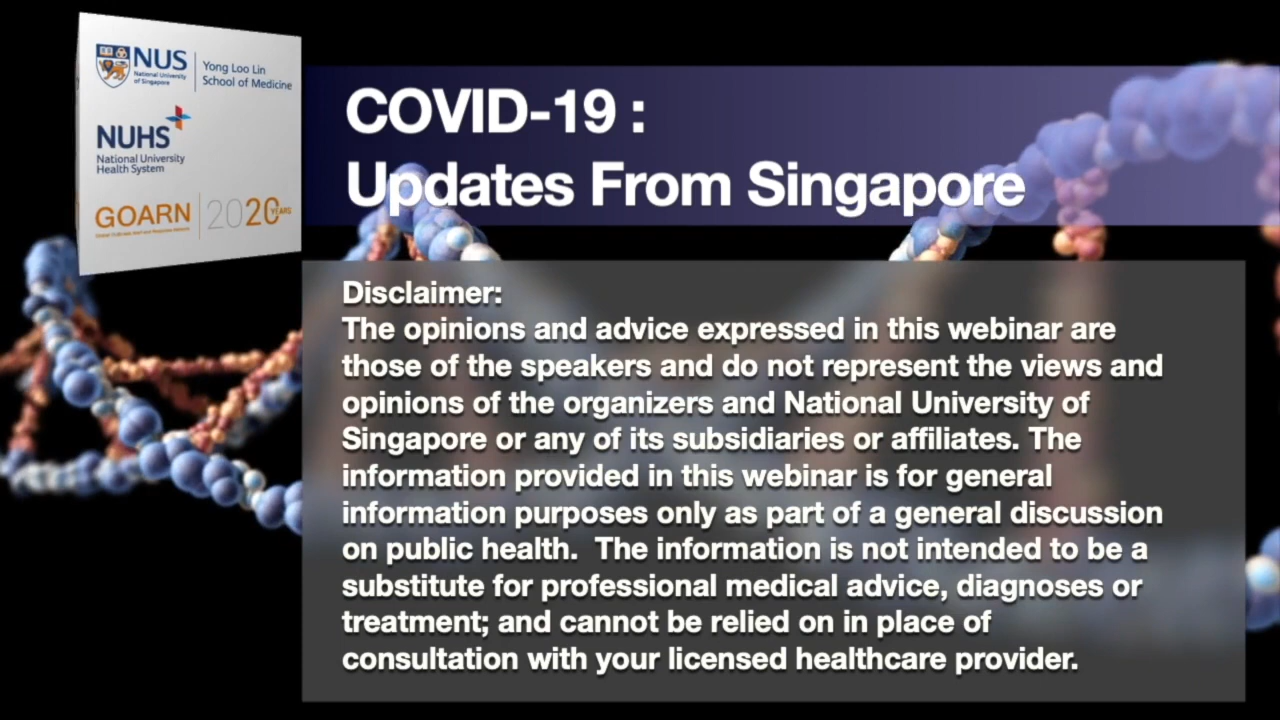 NUS
National University
of Singapore
Yong Loo Lin
School of Medicine
NUHS
National University
Health System
GOARN
2020 YEARS
COVID-19 :
Updates From Singapore
Disclaimer:
The opinions and advice expressed in this webinar are
those of the speakers and do not represent the views and
opinions of the organizers and National University of
Singapore or any of its subsidiaries or affiliates. The
information provided in this webinar is for general
information purposes only as part of a general discussion
on public health.  The information is not intended to be a
substitute for professional medical advice, diagnoses or
treatment; and cannot be relied on in place of
consultation with your licensed healthcare provider.